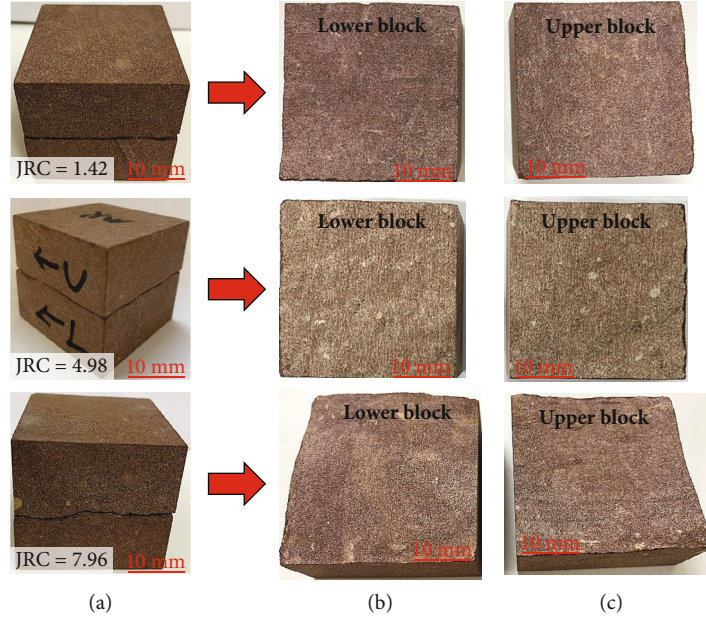 Lower block
Upper block
JRC = 1.42
10 mm
10 mm
10 mm
Lower block
Upper block
JRC = 4.98
10 mm
10 mm
10 mm
Lower block
Upper block
JRC = 7.96
10 mm
10 mm
10 mm
(a)
(b)
(c)